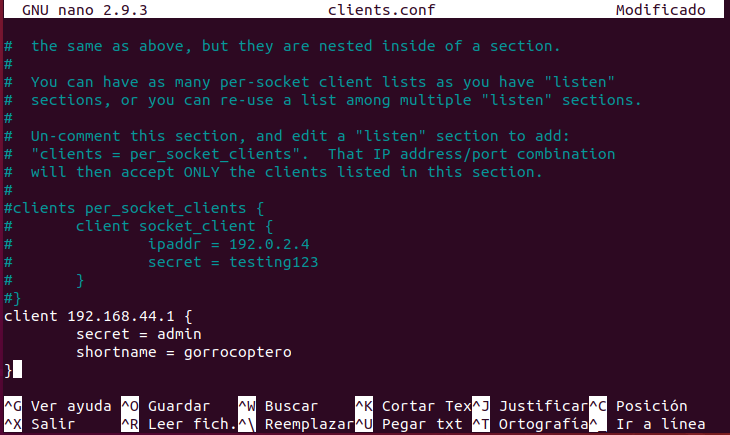 GNU nano 2.9.3 clients.conf Modificado
#  the same as above, but they are nested inside of a section.
#
#  You can have as many per-socket client lists as you have "listen"
#  sections, or you can re-use a list among multiple "listen" sections.
#
#  Un-comment this section, and edit a "listen" section to add:
#  "clients = per_socket_clients".  That IP address/port combination
#  will then accept ONLY the clients listed in this section.
#
#clients per_socket_clients {
#       client socket_client {
#               ipaddr = 192.0.2.4
#               secret = testing123
#       }
#}
client 192.168.44.1 {
        secret = admin
        shortname = gorrocoptero
}
^G Ver ayuda ^O Guardar ^W Buscar ^K Cortar Tex ^J Justificar ^C Posición
^X Salir ^R Leer fich. ^\ Reemplazar ^U Pegar txt ^T Ortografía ^_ Ir a línea